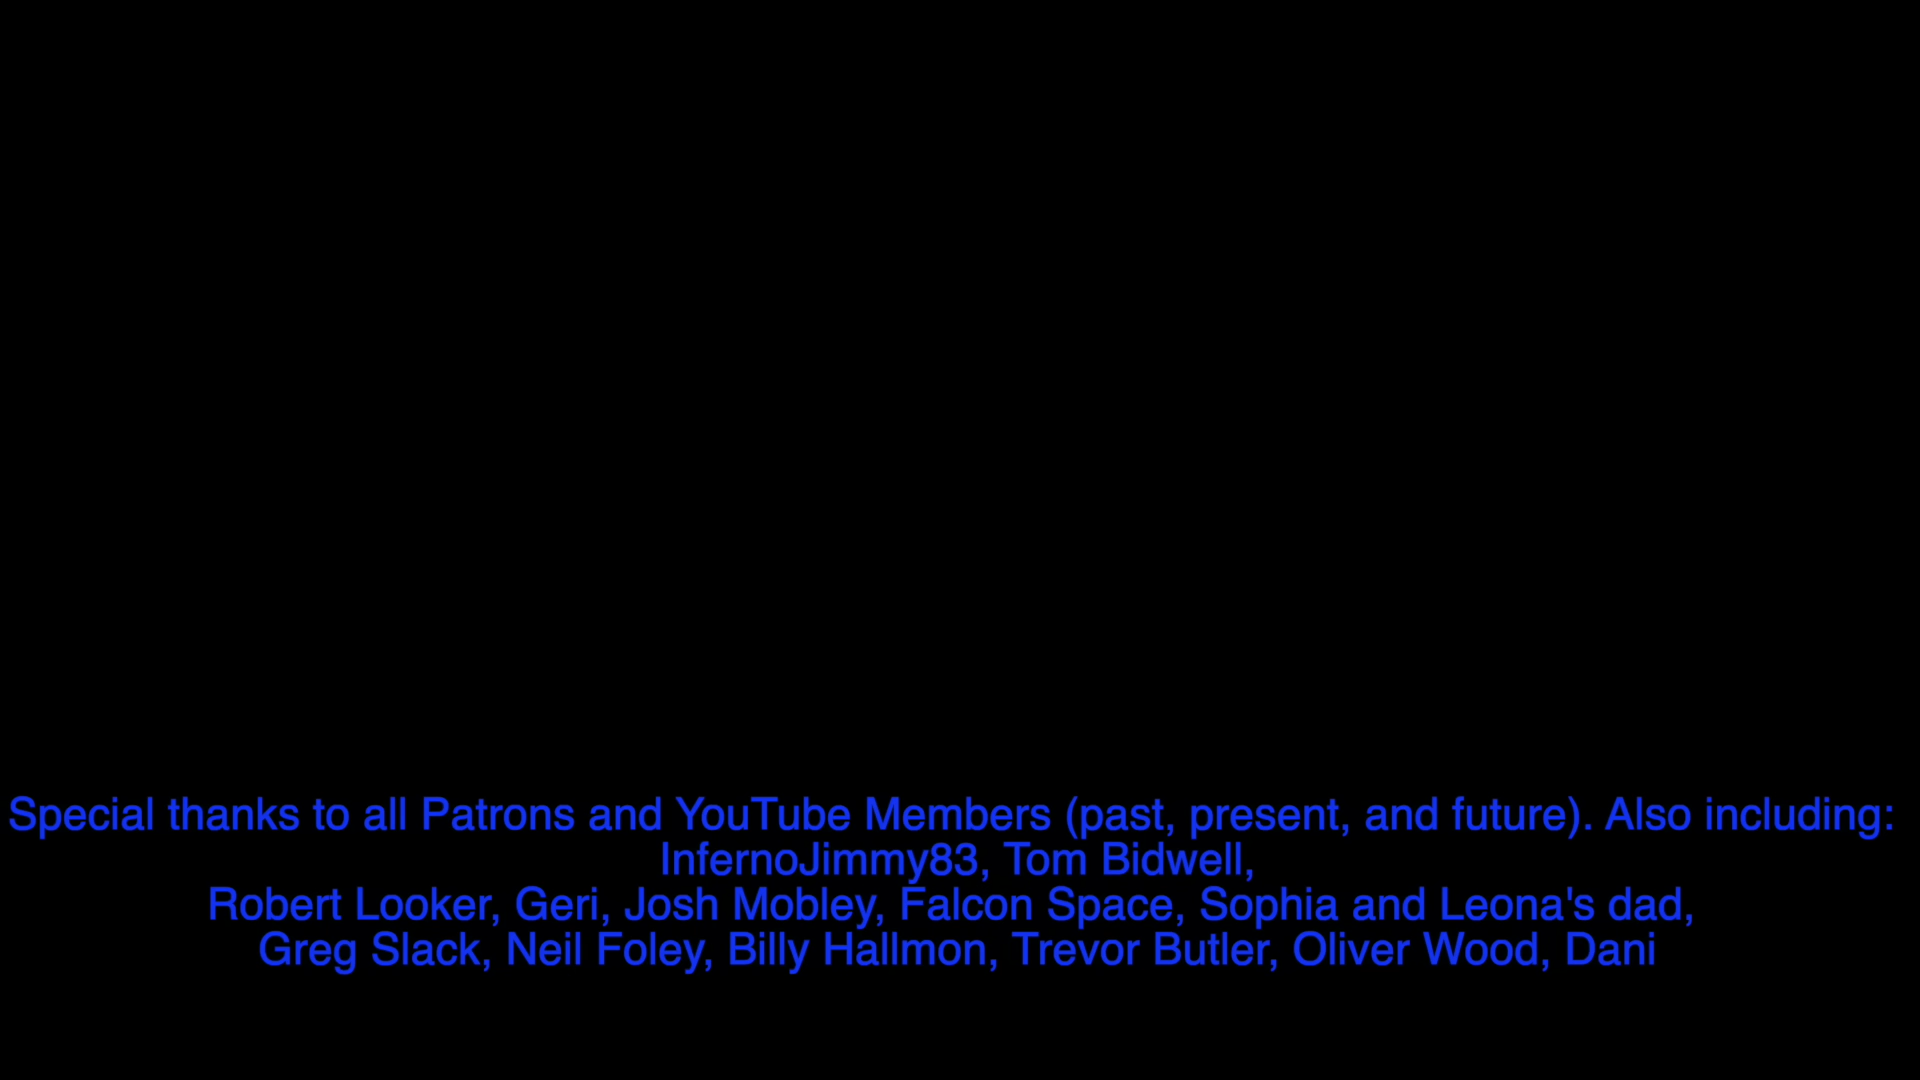 Special thanks to all Patrons and YouTube Members (past, present, and future). Also including:
InfernoJimmy83, Tom Bidwell,
Robert Looker, Geri, Josh Mobley, Falcon Space, Sophia and Leona's dad,
Greg Slack, Neil Foley, Billy Hallmon, Trevor Butler, Oliver Wood, Dani